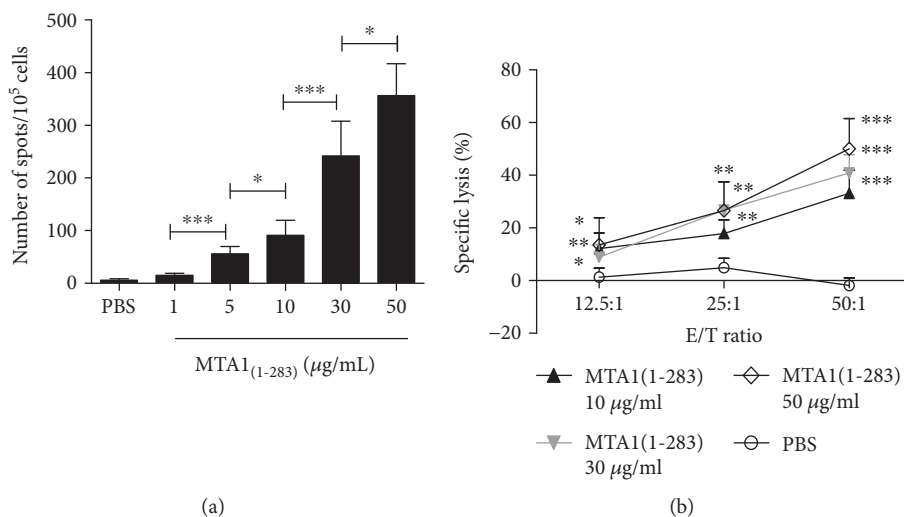 500
400
300
200
100
0
Number of spots/10⁵ cells
***
*
***
*
PBS 1 5 10 30 50
MTA1(1-283) (μg/mL)
(a)
80
60
40
20
0
−20
Specific lysis (%)
*
**
*
**
**
**
***
***
***
12.5:1 25:1 50:1
E/T ratio
MTA1(1-283)
10 μg/ml
MTA1(1-283)
50 μg/ml
MTA1(1-283)
30 μg/ml
PBS
(b)